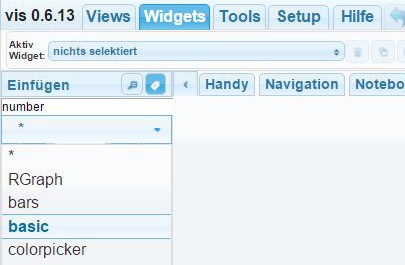 vis 0.6.13 Views Widgets Tools Setup Hilfe
Aktiv Widget: nichts selektiert
Einfügen
Handy Navigation Notebo
number
*
*
RGraph
bars
basic
colorpicker